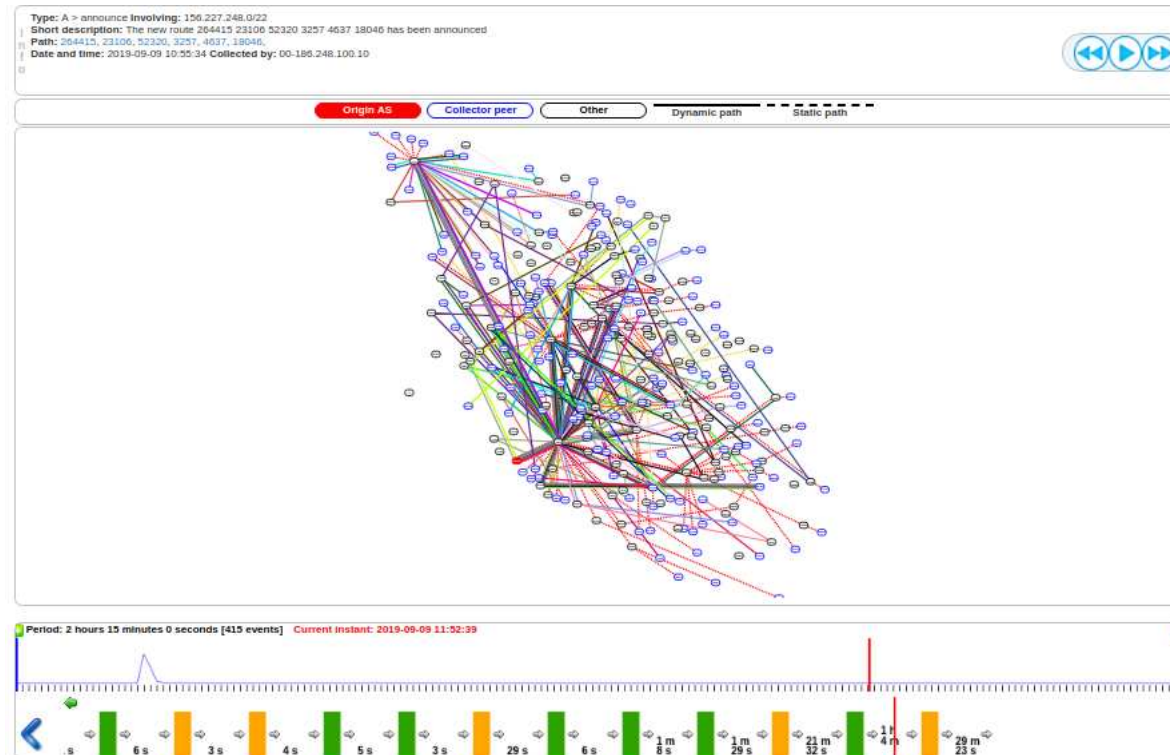 Type: A > announce Involving: 156.227.248.0/22
Short description: The new route 264415 23106 52320 3257 4637 18046 has been announced
Path: 264415, 23106, 52320, 3257, 4637, 18046,
Date and time: 2019-09-09 10:55:34 Collected by: 00-186.248.100.10
Origin AS Collector peer Other Dynamic path Static path
Period: 2 hours 15 minutes 0 seconds [415 events] Current instant: 2019-09-09 11:52:39
s 6 s 3 s 4 s 5 s 3 s 29 s 6 s 1 m 8 s 1 m 29 s 21 m 32 s 29 m 23 s